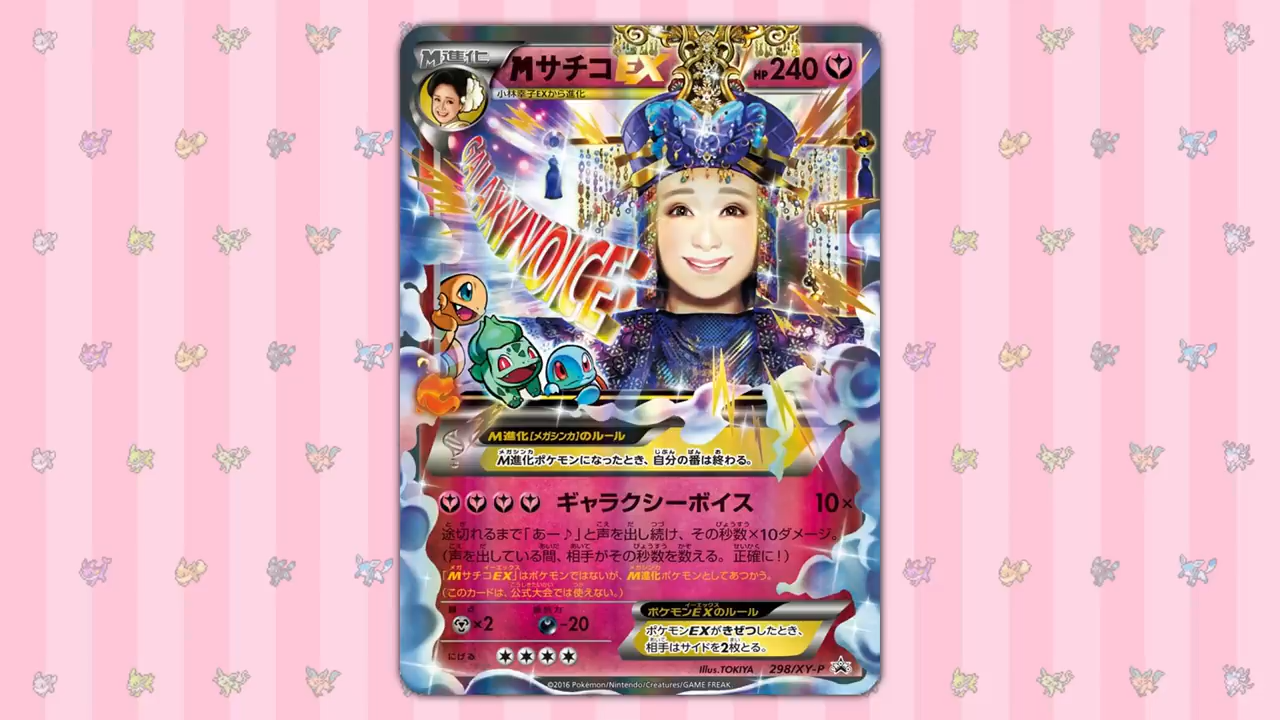 M進化
MサチコEX
HP240
小林幸子EXから進化
GALAXY VOICE
M進化[メガシンカ]のルール
M進化ポケモンになったとき、自分の番は終わる。
ギャラクシーボイス 10×
途切れるまで「あー♪」と声を出し続け、その秒数×10ダメージ。
(声を出している間、相手がその秒数を数える。正確に!)
「MサチコEX」はポケモンではないが、M進化ポケモンとしてあつかう。
(このカードは、公式大会では使えない。)
弱点 抵抗力
×2 -20
にげる
ポケモンEXのルール
ポケモンEXがきぜつしたとき、
相手はサイドを2枚とる。
Illus.TOKIYA 298/XY-P
©2016 Pokémon/Nintendo/Creatures/GAME FREAK.